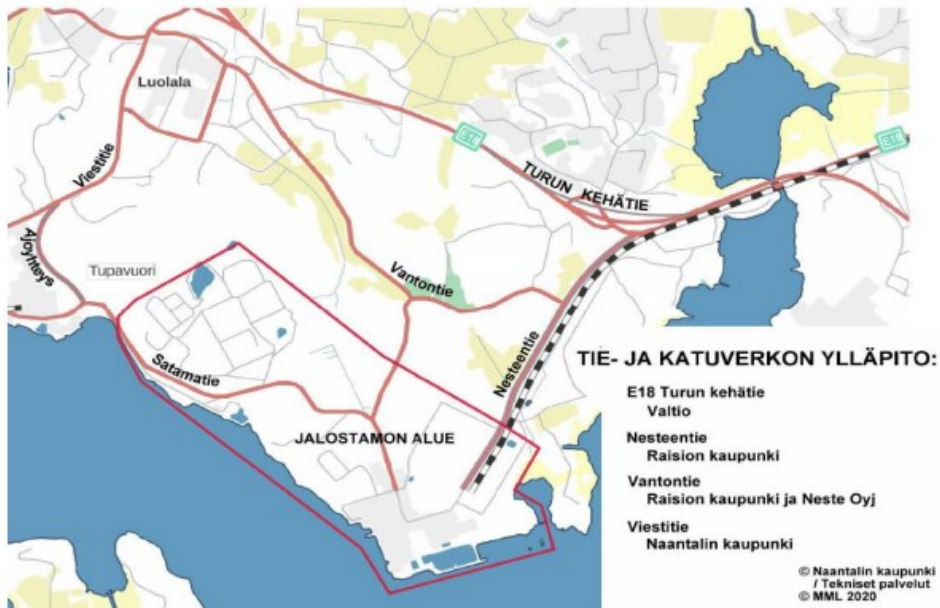 Luolala
Viestitie
Ajoyhteys
Tupavuori
Satamatie
Vantontie
E18
TURUN KEHÄTIE
E18
Nesteentie
JALOSTAMON ALUE
TIE- JA KATUVERKON YLLÄPITO:
E18 Turun kehätie
Valtio
Nesteentie
Raision kaupunki
Vantontie
Raision kaupunki ja Neste Oyj
Viestitie
Naantalin kaupunki
© Naantalin kaupunki
/ Tekniset palvelut
© MML 2020